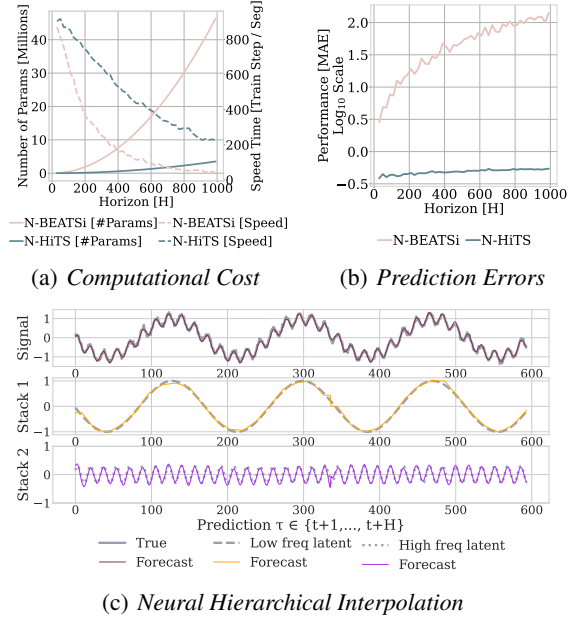 Number of Params [Millions]
40
30
20
10
0
800
600
400
200
0
Speed Time [Train Step / Seg]
0 200 400 600 800 1000
Horizon [H]
N-BEATSi [#Params] N-BEATSi [Speed]
N-HiTS [#Params] N-HiTS [Speed]
(a) Computational Cost
Performance [MAE]
Log10 Scale
2.0
1.5
1.0
0.5
0.0
−0.5
0 200 400 600 800 1000
Horizon [H]
N-BEATSi N-HiTS
(b) Prediction Errors
Signal
1
0
−1
0 100 200 300 400 500 600
Stack 1
1
0
−1
0 100 200 300 400 500 600
Stack 2
1
0
−1
0 100 200 300 400 500 600
Prediction τ ∈ {t+1,..., t+H}
True Low freq latent High freq latent
Forecast Forecast Forecast
(c) Neural Hierarchical Interpolation